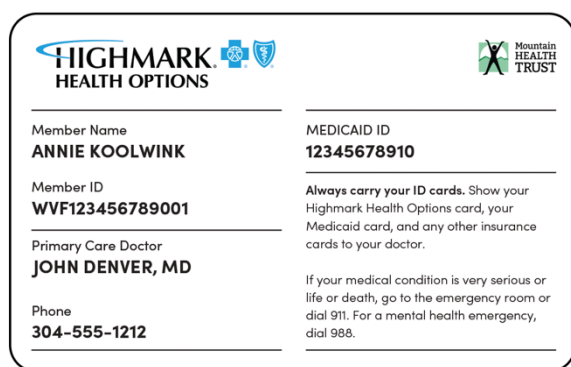 HIGHMARK.
HEALTH OPTIONS
Mountain
HEALTH
TRUST
Member Name
ANNIE KOOLWINK
Member ID
WVF123456789001
Primary Care Doctor
JOHN DENVER, MD
Phone
304-555-1212
MEDICAID ID
12345678910
Always carry your ID cards. Show your
Highmark Health Options card, your
Medicaid card, and any other insurance
cards to your doctor.
If your medical condition is very serious or
life or death, go to the emergency room or
dial 911. For a mental health emergency,
dial 988.